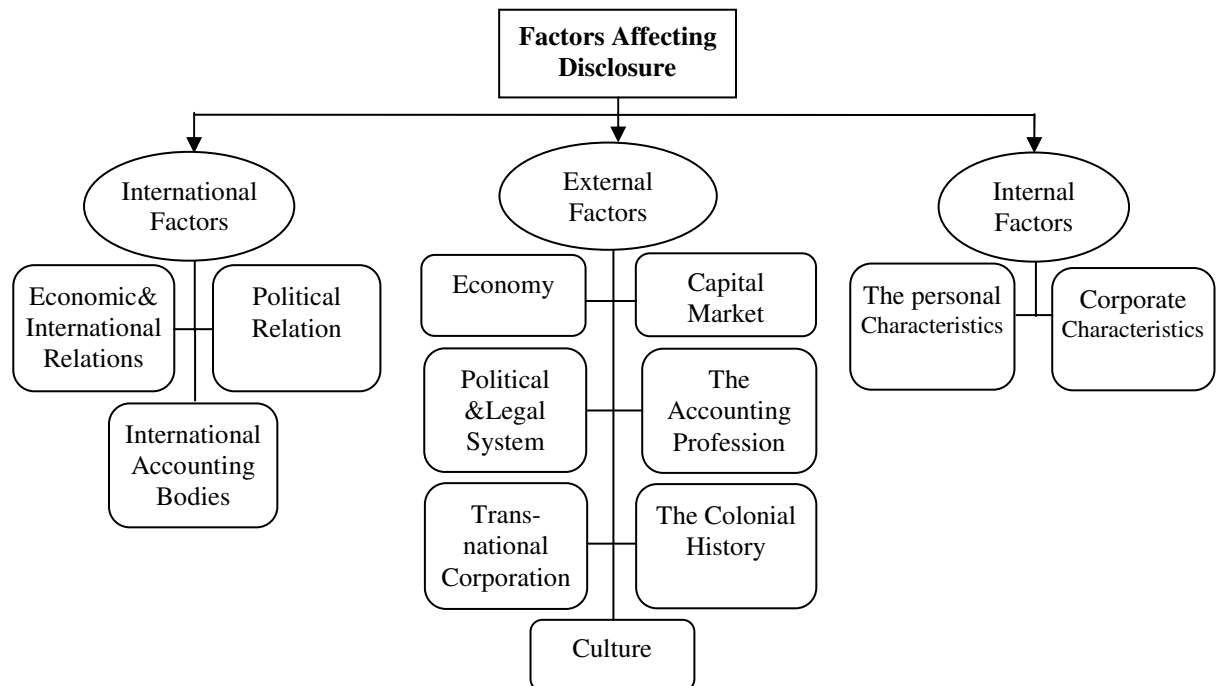 Factors Affecting
Disclosure
International
Factors
External
Factors
Internal
Factors
Economic&
International
Relations
Political
Relation
International
Accounting
Bodies
Economy
Capital
Market
Political
&Legal
System
The
Accounting
Profession
Trans-
national
Corporation
The Colonial
History
Culture
The personal
Characteristics
Corporate
Characteristics